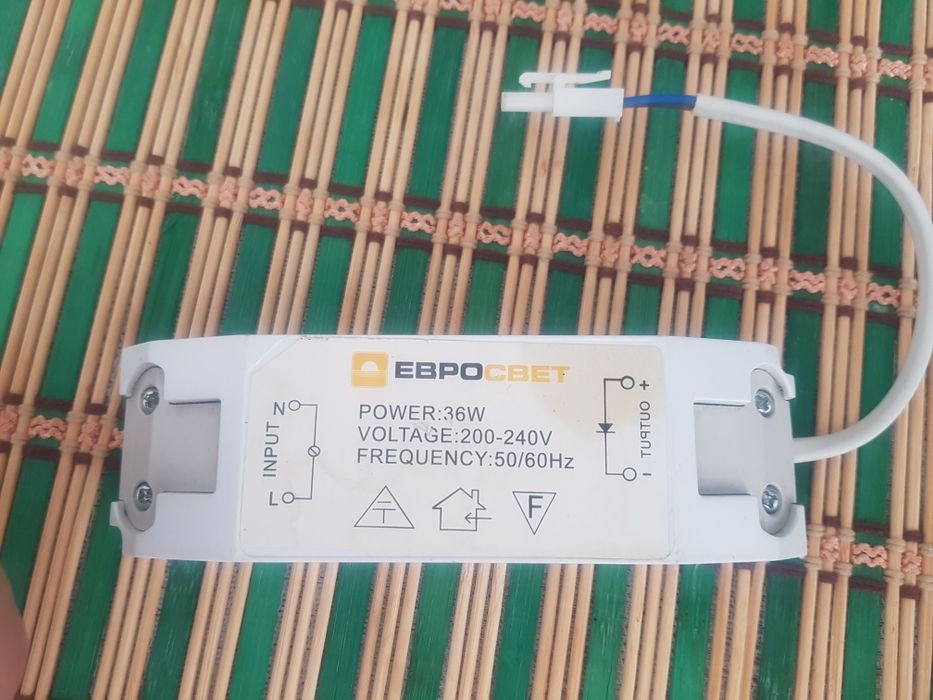 ЕВРОСВЕТ
POWER:36W
VOLTAGE:200-240V
FREQUENCY:50/60Hz
INPUT
N
L
+
OUTPUT
-
F